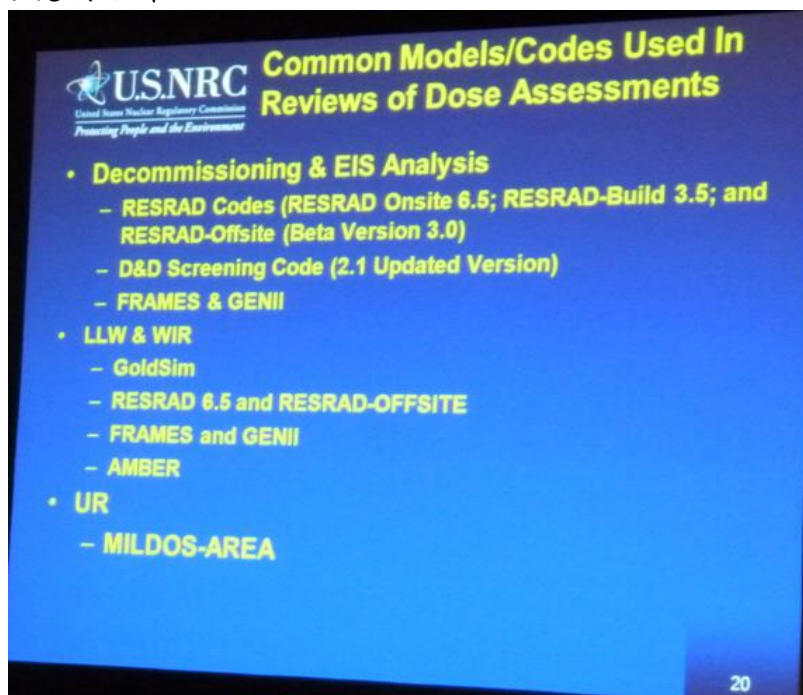 U.S.NRC
United States Nuclear Regulatory Commission
Protecting People and the Environment
Common Models/Codes Used In
Reviews of Dose Assessments
• Decommissioning & EIS Analysis
– RESRAD Codes (RESRAD Onsite 6.5; RESRAD-Build 3.5; and
RESRAD-Offsite (Beta Version 3.0)
– D&D Screening Code (2.1 Updated Version)
– FRAMES & GENII
• LLW & WIR
– GoldSim
– RESRAD 6.5 and RESRAD-OFFSITE
– FRAMES and GENII
– AMBER
• UR
– MILDOS-AREA
20